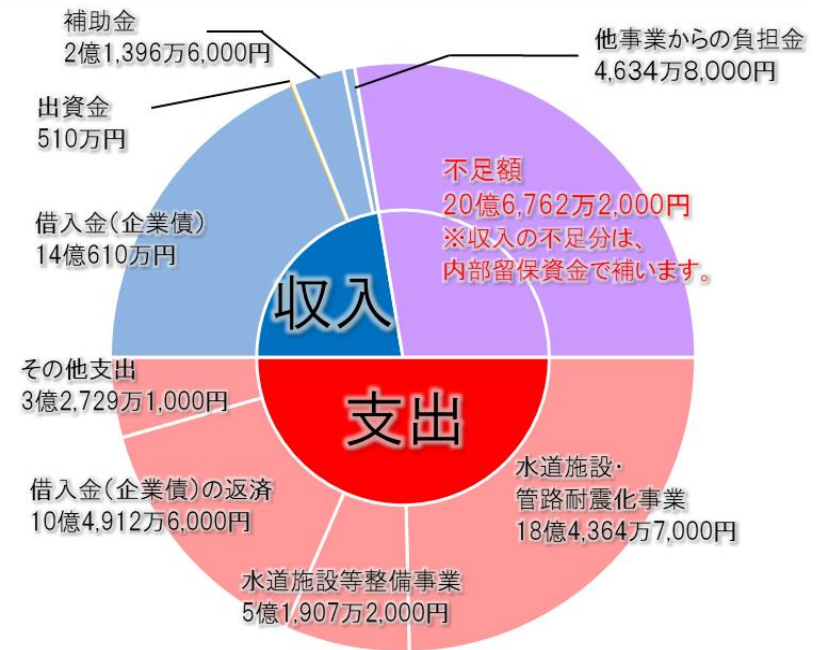 補助金
2億1,396万6,000円
他事業からの負担金
4,634万8,000円
出資金
510万円
不足額
20億6,762万2,000円
※収入の不足分は、
内部留保資金で補います。
借入金(企業債)
14億610万円
収入
その他支出
3億2,729万1,000円
支出
水道施設・
管路耐震化事業
18億4,364万7,000円
借入金(企業債)の返済
10億4,912万6,000円
水道施設等整備事業
5億1,907万2,000円